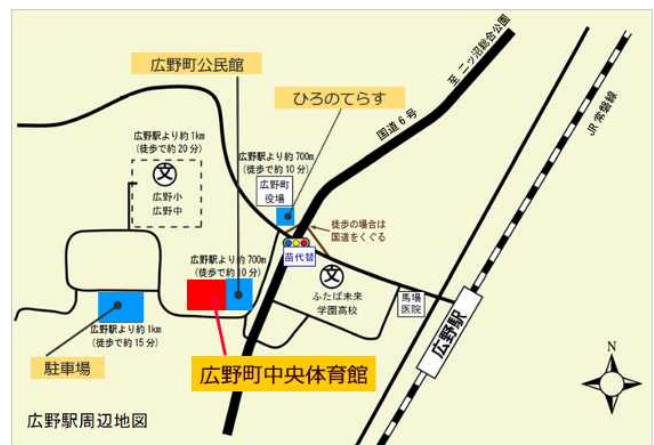 広野町公民館
ひろのてらす
至 二ッ沼総合公園
国道6号
JR 常磐線
広野駅より約1km
(徒歩で約20分)
文
広野小
広野中
広野駅より約700m
(徒歩で約10分)
広野町
役場
徒歩の場合は
国道をくぐる
苗代替
広野駅より約700m
(徒歩で約10分)
文
ふたば未来
学園高校
馬場
医院
広野駅
広野駅より約1km
(徒歩で約15分)
駐車場
広野町中央体育館
N
広野駅周辺地図